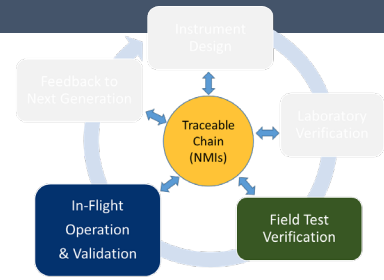 Instrument
Design
Feedback to
Next Generation
Traceable
Chain
(NMIs)
Laboratory
Verification
In-Flight
Operation
& Validation
Field Test
Verification